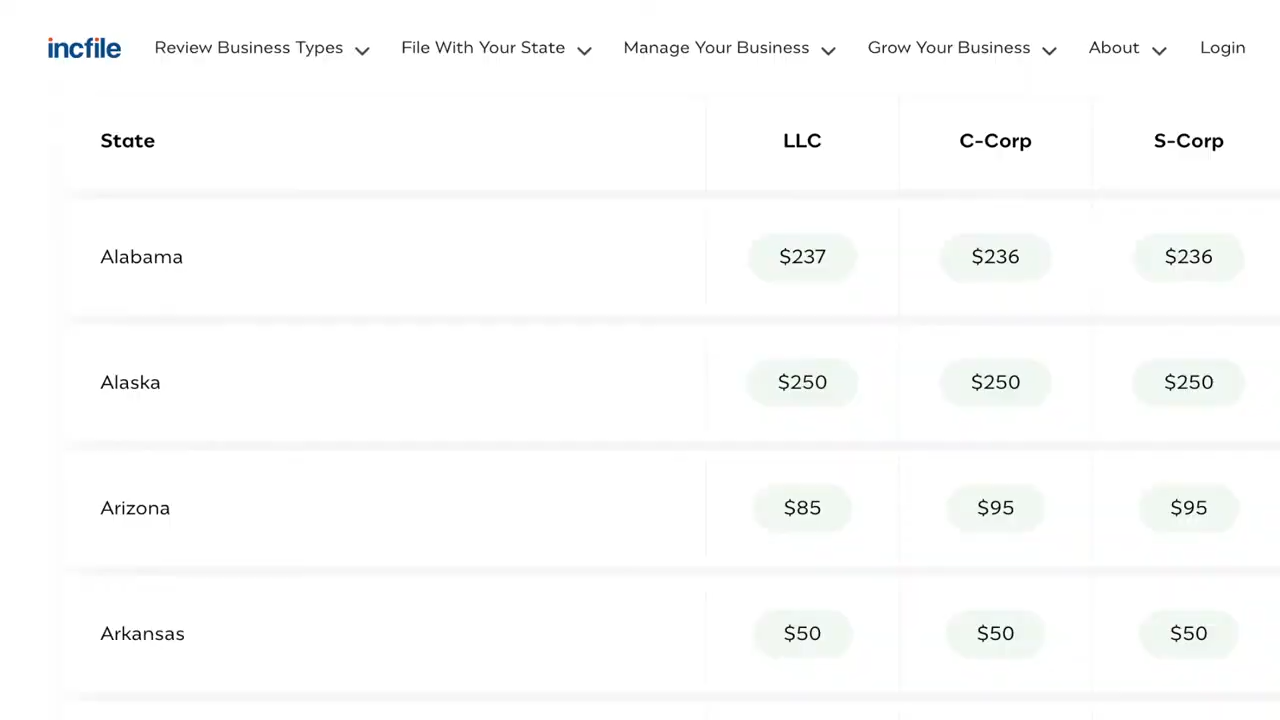 incfile Review Business Types File With Your State Manage Your Business Grow Your Business About Login
State LLC C-Corp S-Corp
Alabama $237 $236 $236
Alaska $250 $250 $250
Arizona $85 $95 $95
Arkansas $50 $50 $50